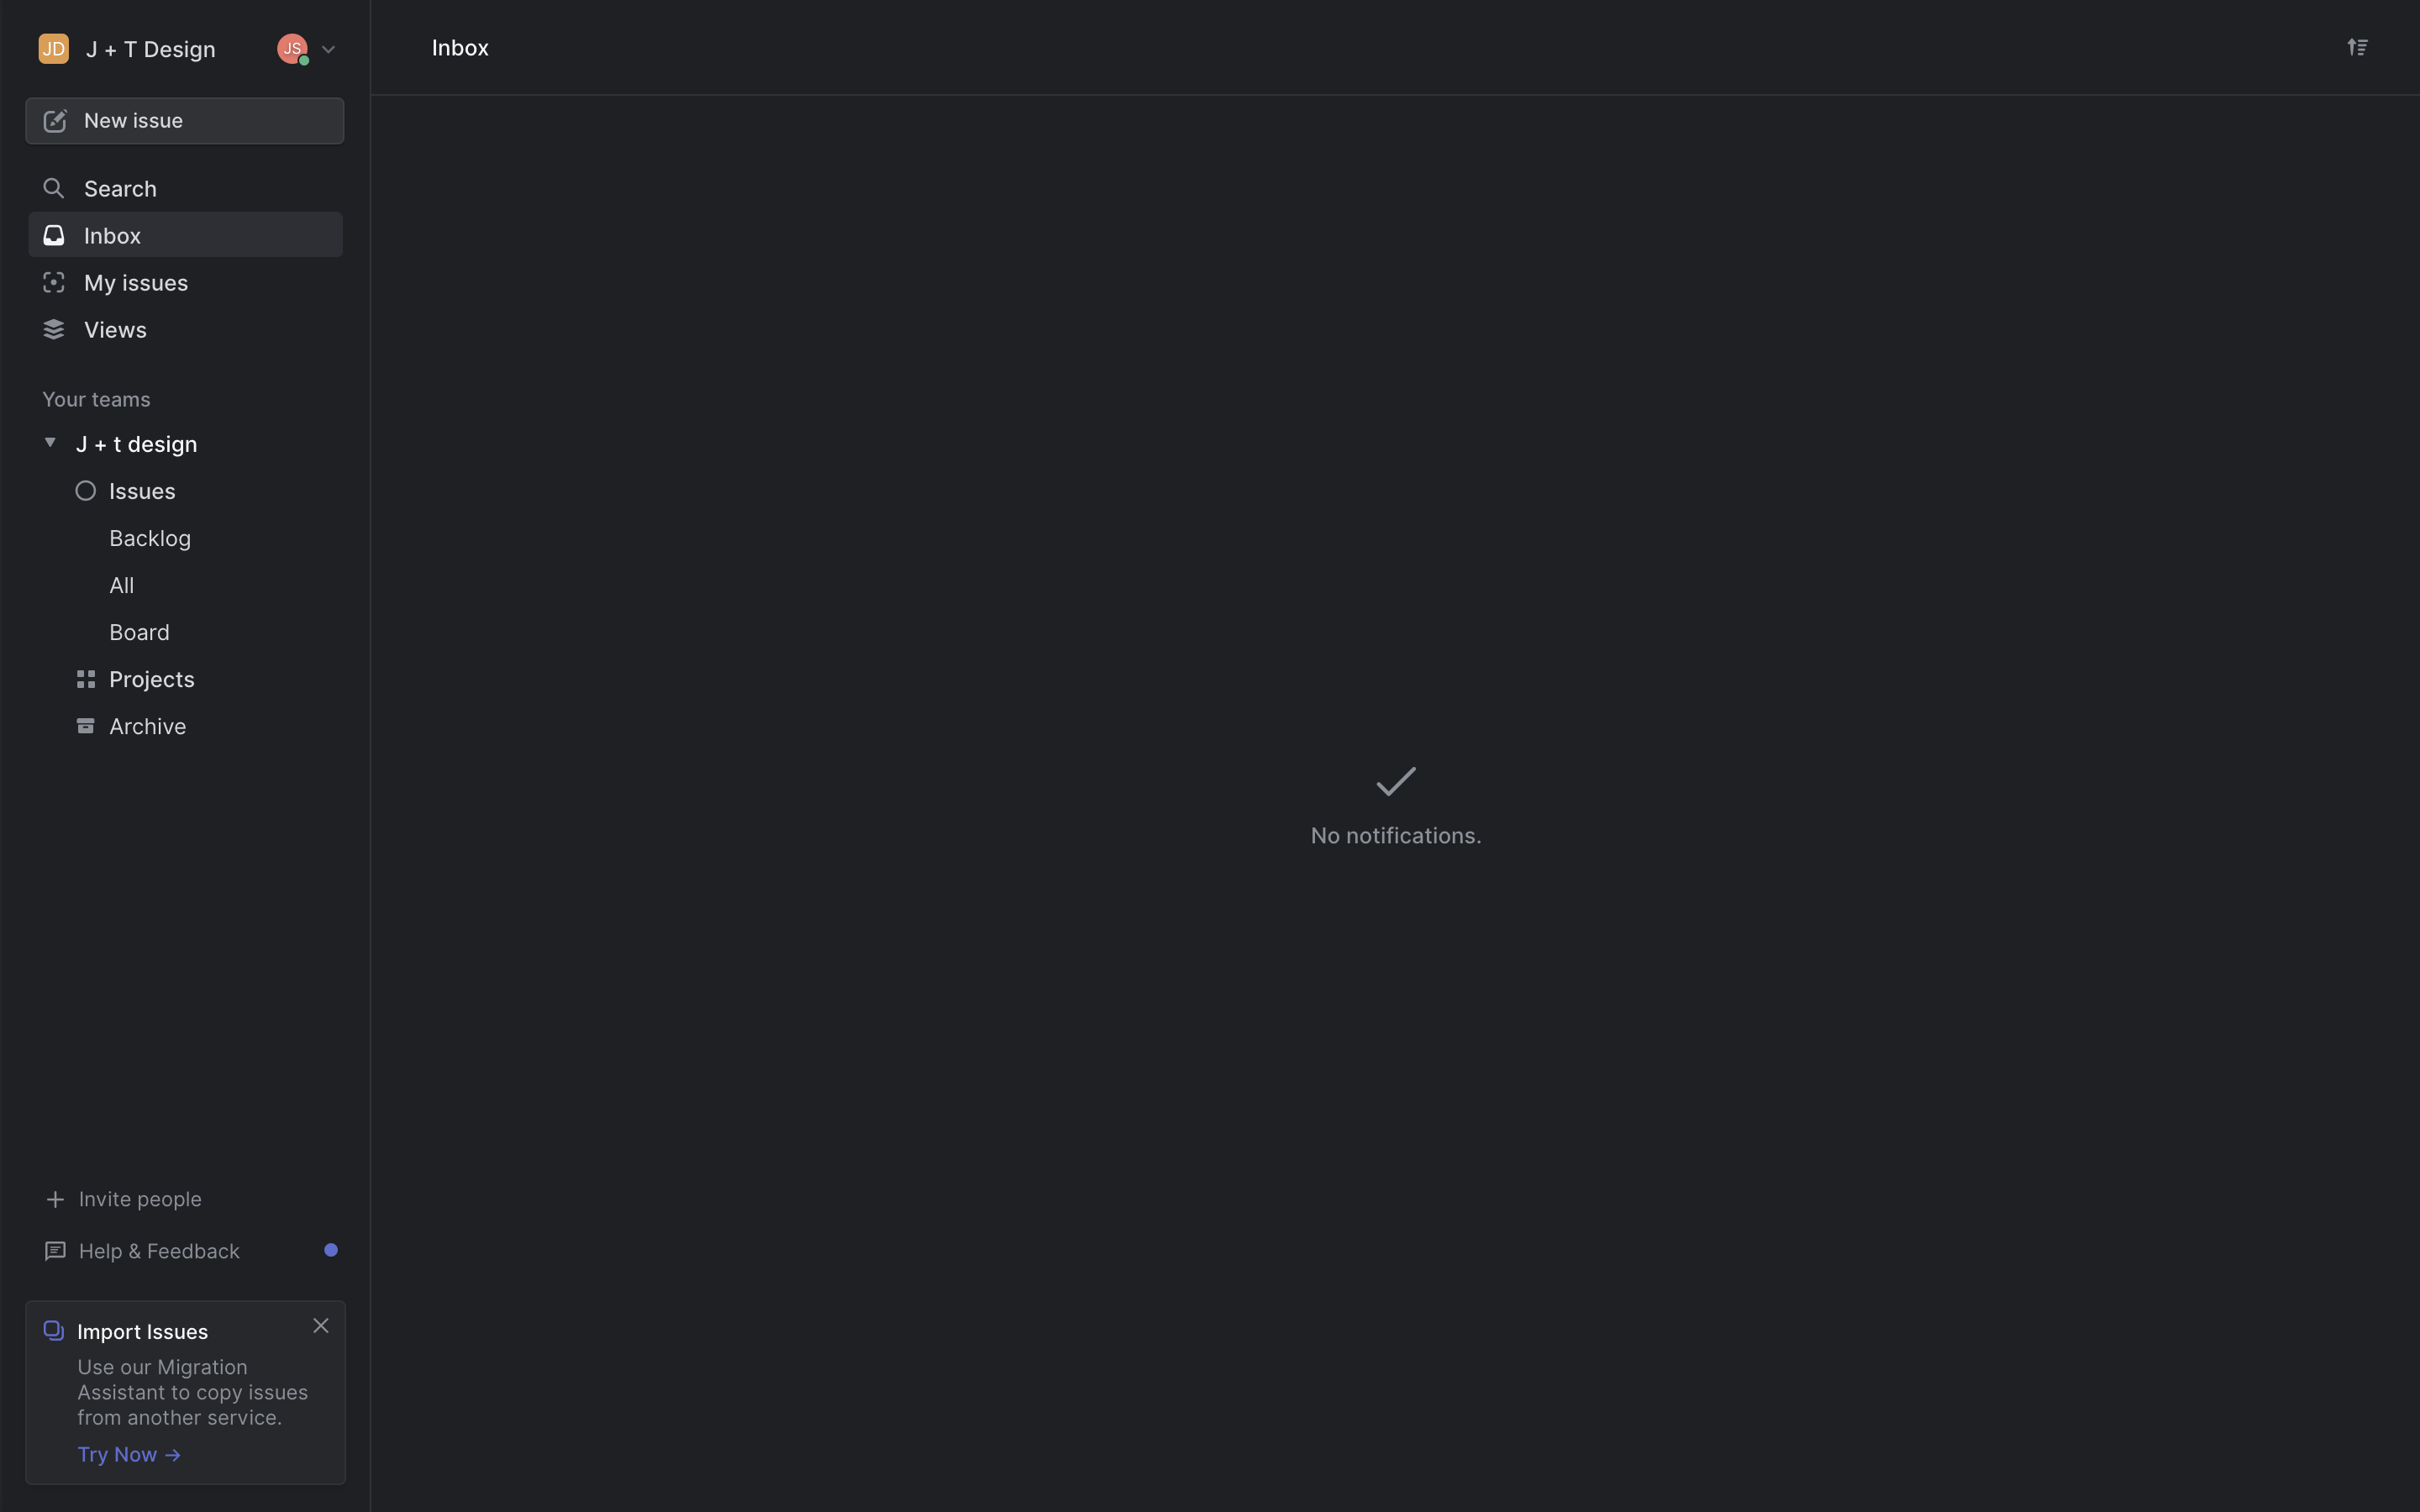 JD J + T Design JS
New issue
Search
Inbox
My issues
Views
Your teams
J + t design
Issues
Backlog
All
Board
Projects
Archive
Invite people
Help & Feedback
Import Issues
Use our Migration
Assistant to copy issues
from another service.
Try Now →
Inbox
No notifications.